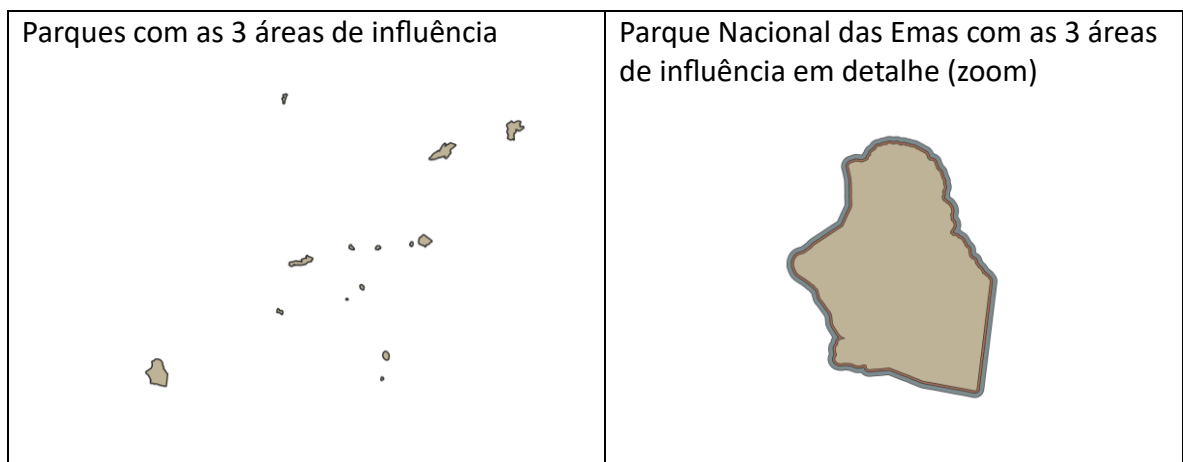 Parques com as 3 áreas de influência
Parque Nacional das Emas com as 3 áreas
de influência em detalhe (zoom)